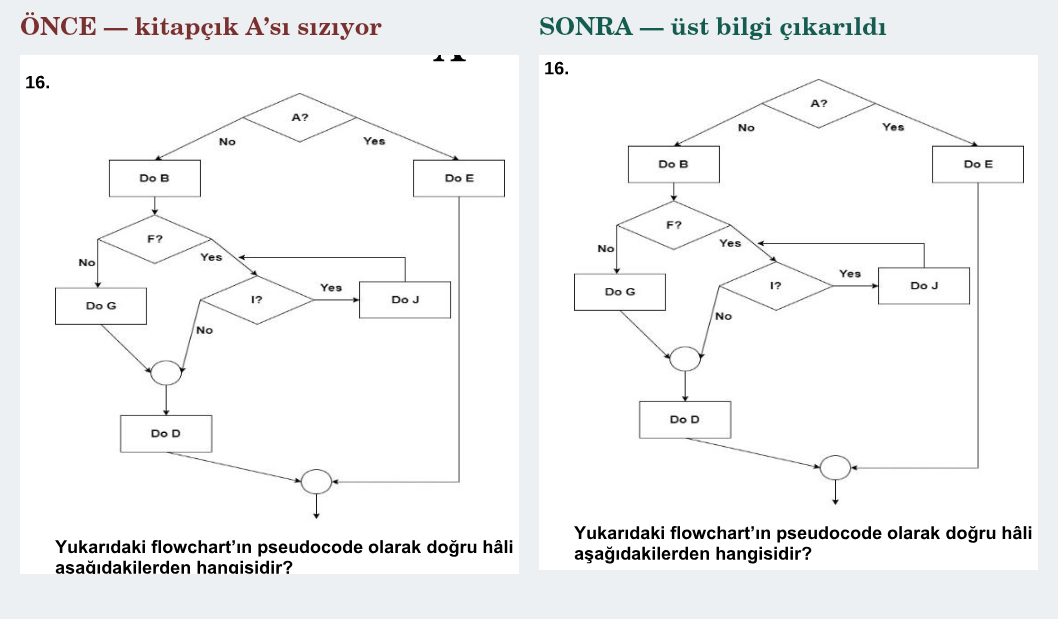 ÖNCE — kitapçık A’sı sızıyor
A
16.
A?
No
Yes
Do B
Do E
F?
No
Yes
I?
Yes
Do G
Do J
No
Do D
Yukarıdaki flowchart’ın pseudocode olarak doğru hâli
aşağıdakilerden hangisidir?
SONRA — üst bilgi çıkarıldı
16.
A?
No
Yes
Do B
Do E
F?
No
Yes
I?
Yes
Do G
Do J
No
Do D
Yukarıdaki flowchart’ın pseudocode olarak doğru hâli
aşağıdakilerden hangisidir?